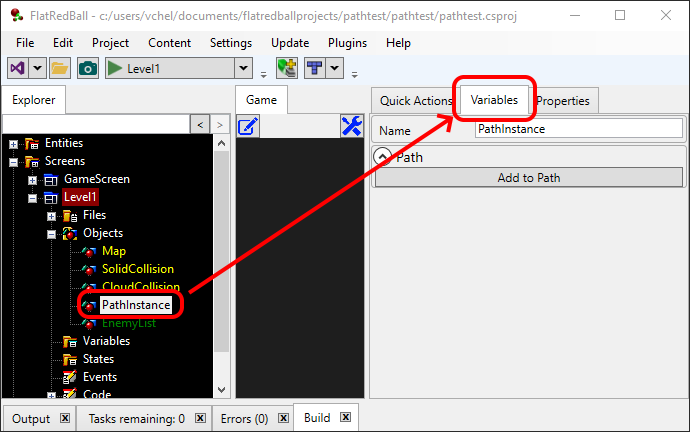 FlatRedBall - c:/users/vchel/documents/flatredballprojects/pathtest/pathtest/pathtest.csproj
File Edit Project Content Settings Update Plugins Help
Level1
Explorer
Game
Quick Actions Variables Properties
< >
Name PathInstance
Path
Add to Path
Entities
Screens
GameScreen
Level1
Files
Objects
Map
SolidCollision
CloudCollision
PathInstance
EnemyList
Variables
States
Events
Code
Output Tasks remaining: 0 Errors (0) Build